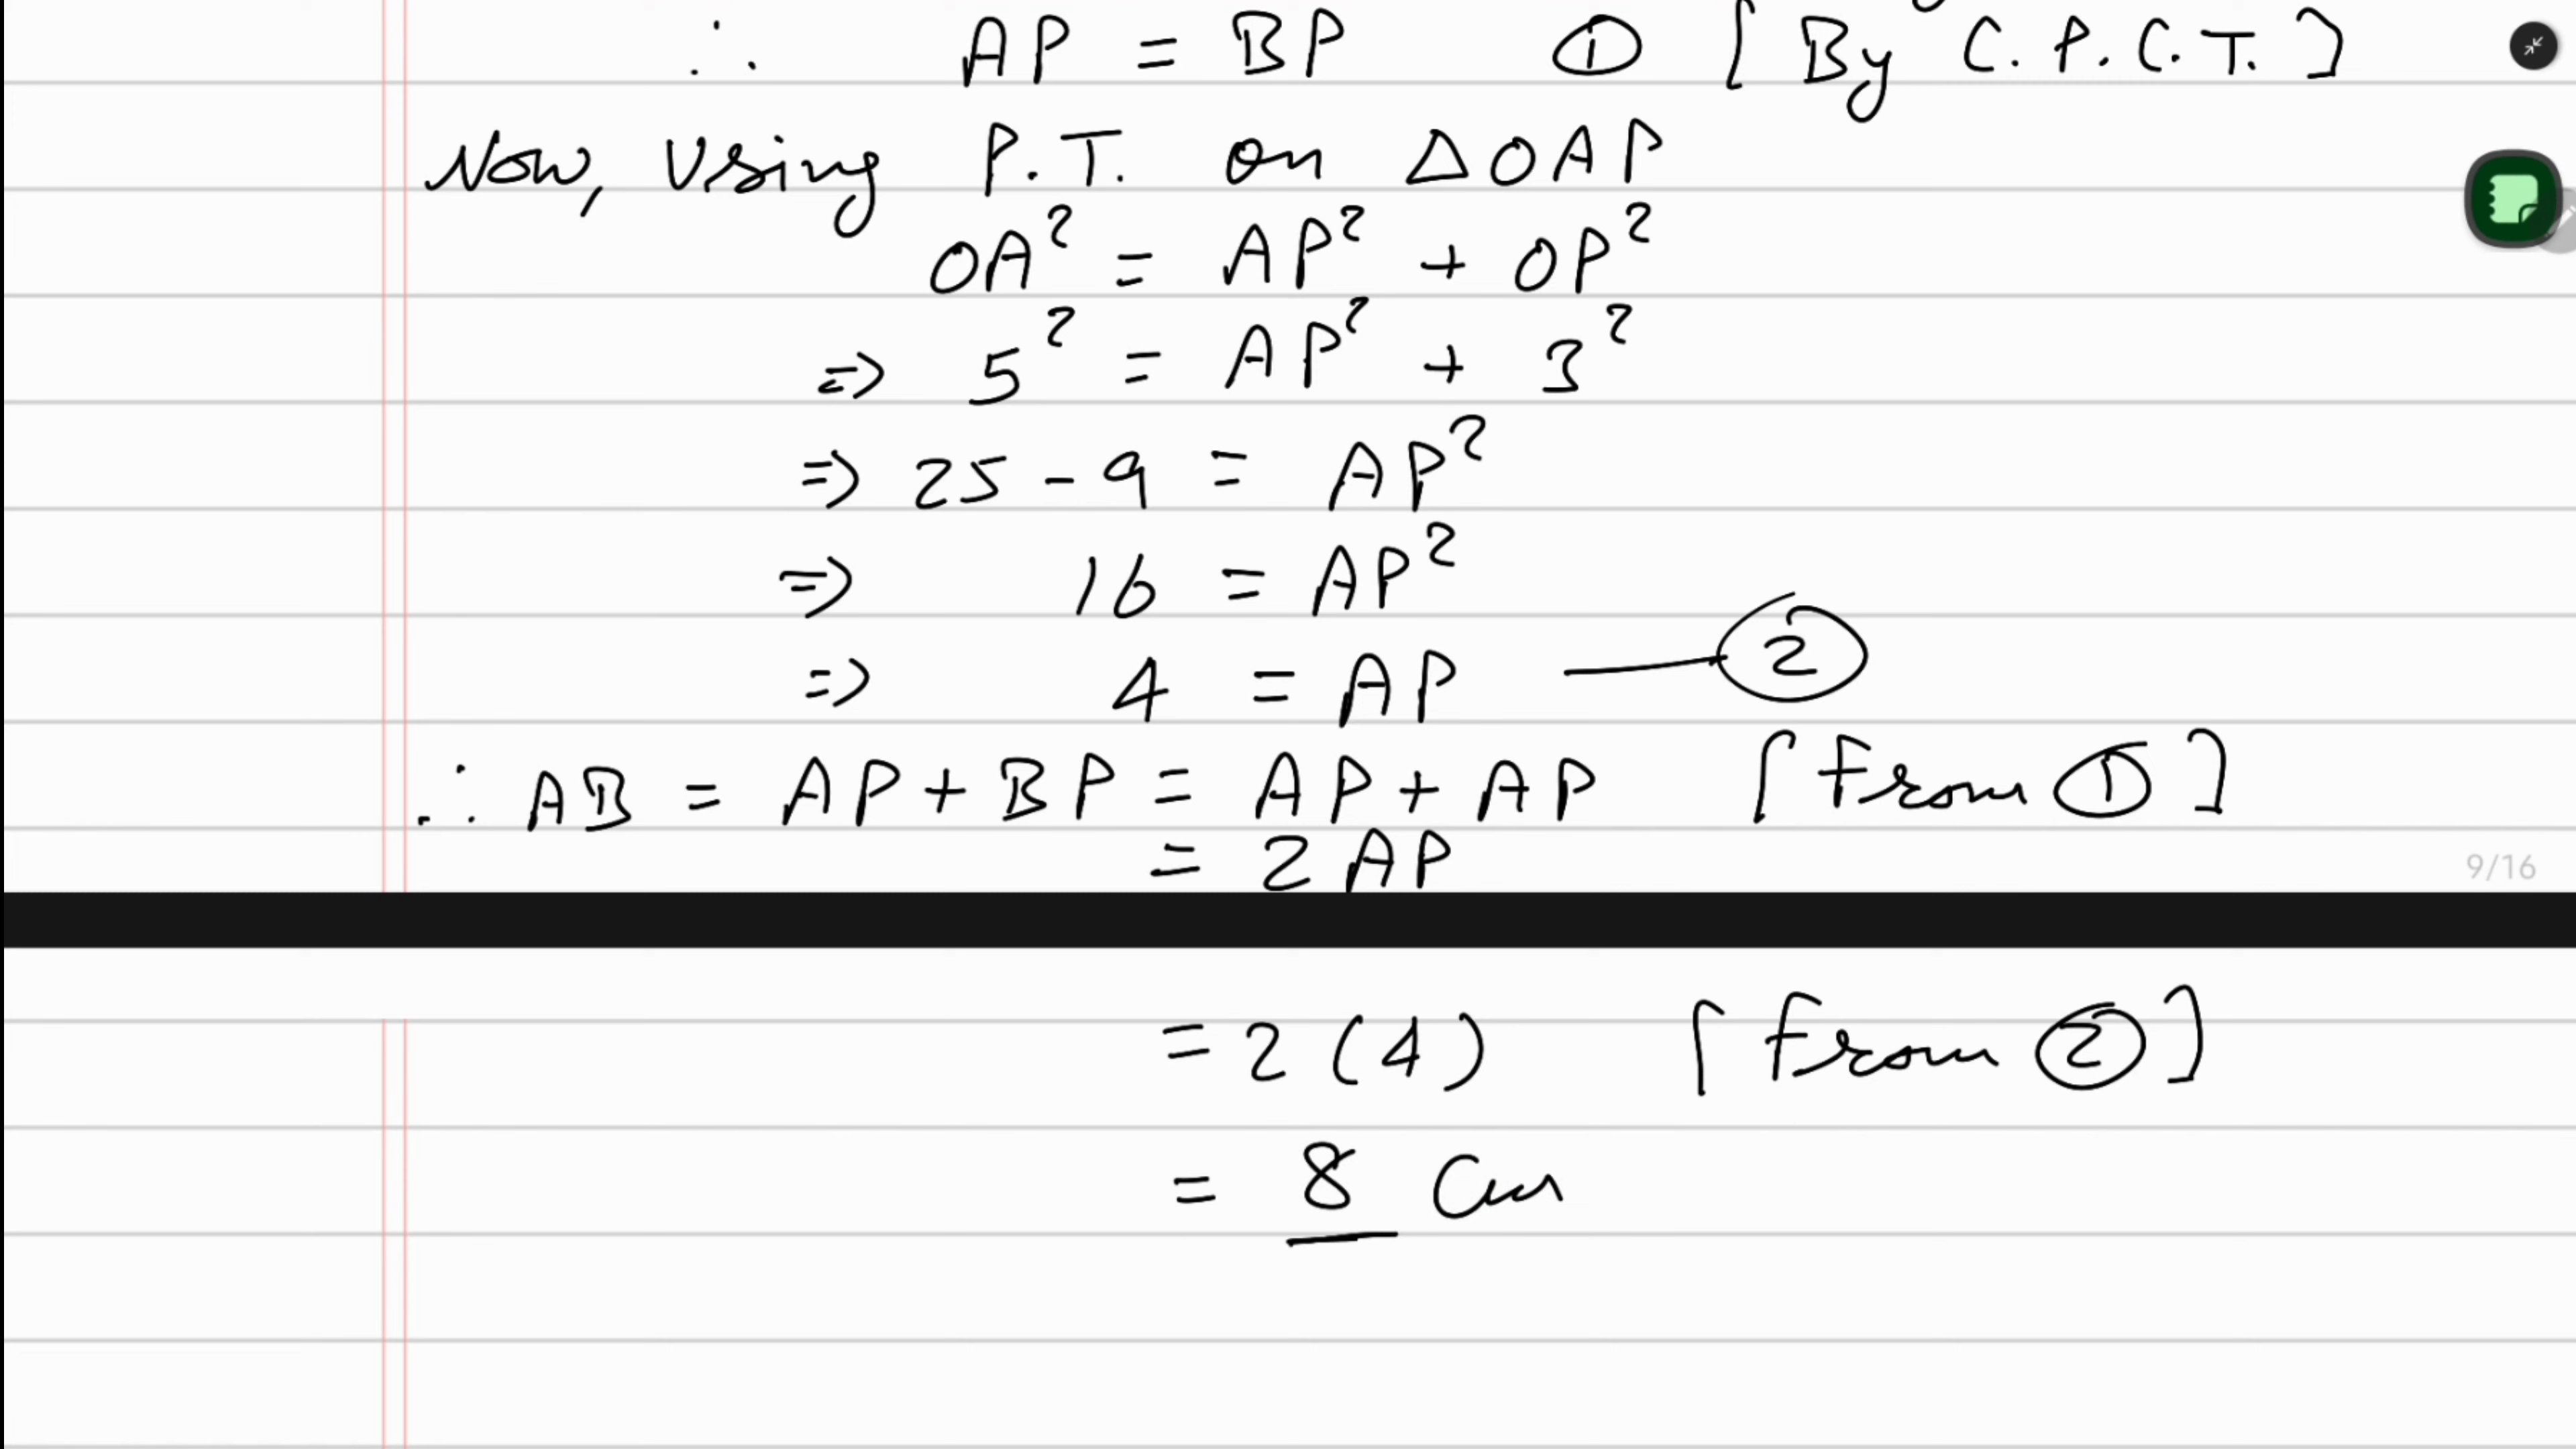 ∴ AP = BP ① [By C.P.C.T.]
Now, Using P.T. on △OAP
OA² = AP² + OP²
⇒ 5² = AP² + 3²
⇒ 25 - 9 = AP²
⇒ 16 = AP²
⇒ 4 = AP —②
∴ AB = AP + BP = AP + AP [From ①]
= 2AP
9/16
= 2(4) [From ②]
= 8 Cm